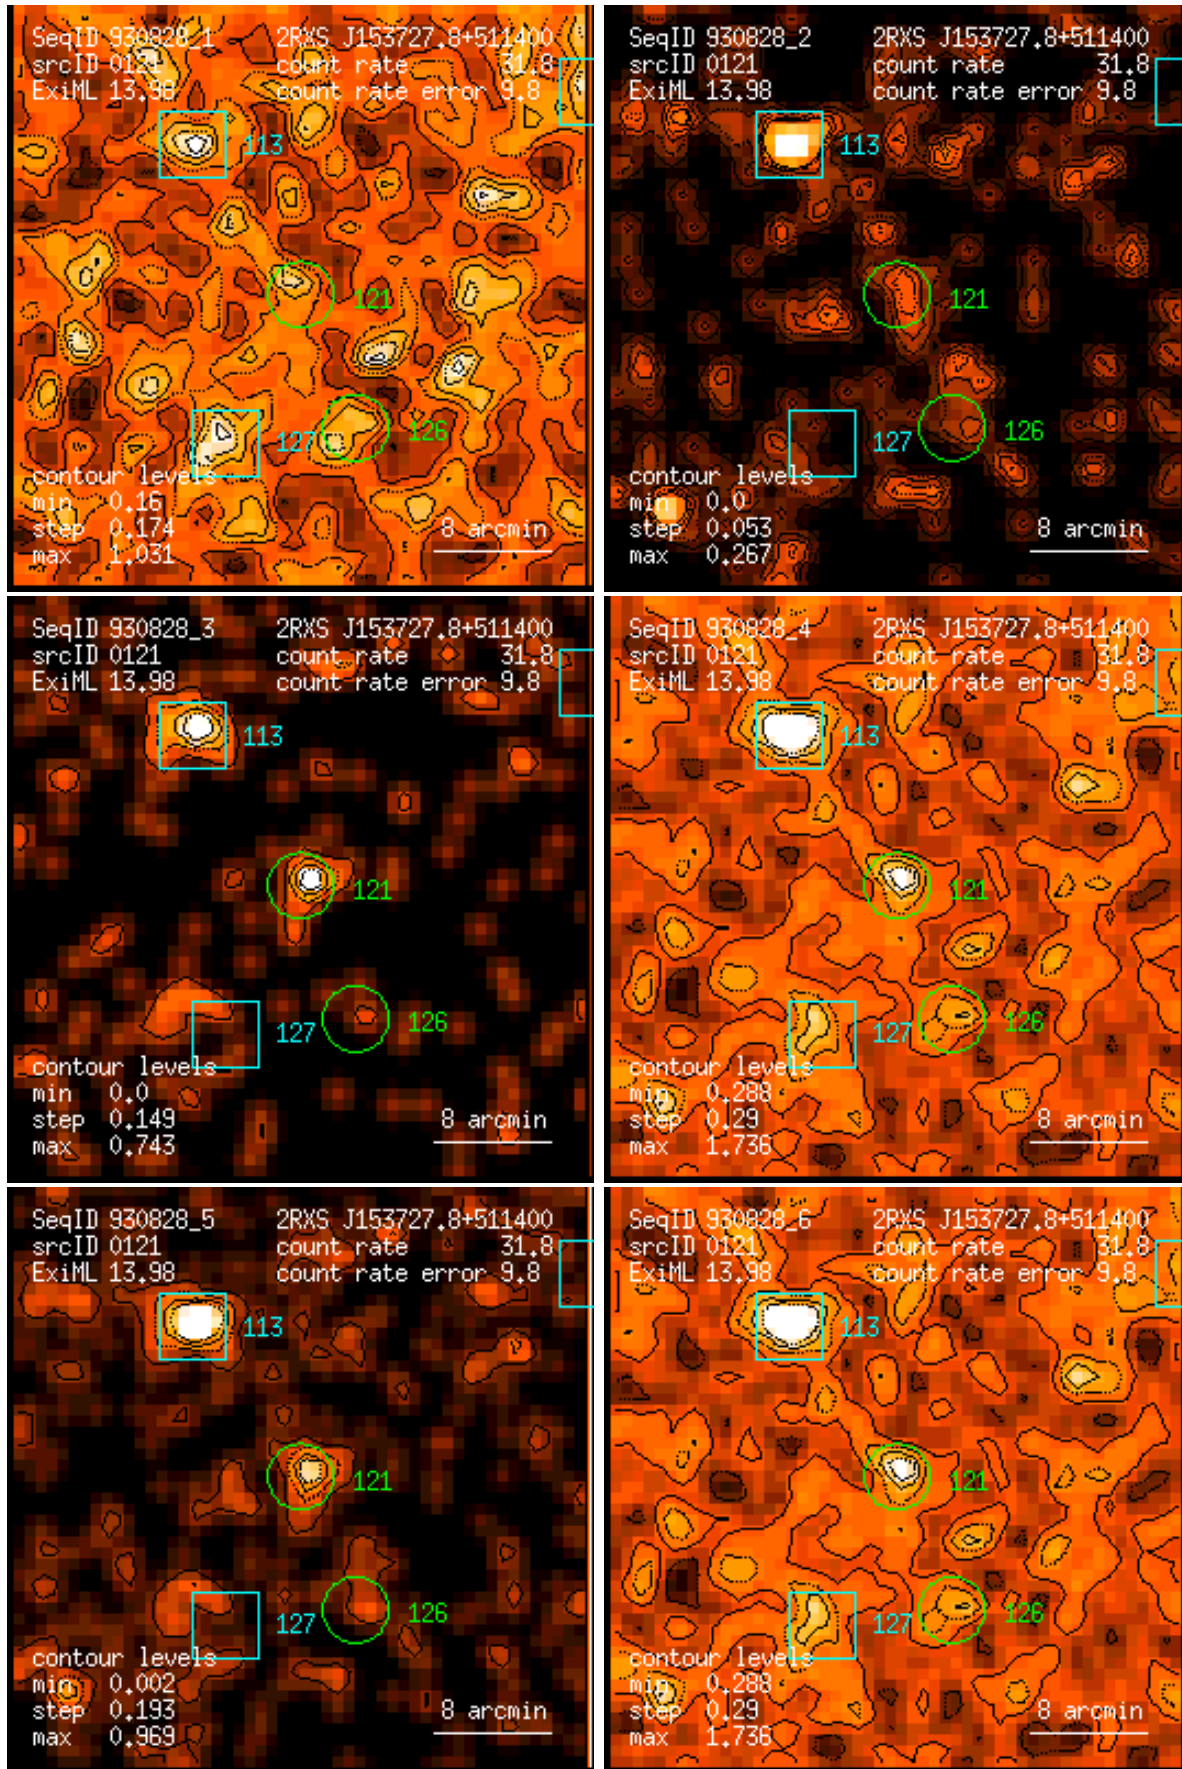 SeqID 930828_1 2RXS J153727.8+511400
srcID 0121 count rate 31.8
ExiML 13.98 count rate error 9.8
113
121
126
127
contour levels
min 0.16
step 0.174 8 arcmin
max 1.031
SeqID 930828_2 2RXS J153727.8+511400
srcID 0121 count rate 31.8
ExiML 13.98 count rate error 9.8
113
121
126
127
contour levels
min 0.0
step 0.053 8 arcmin
max 0.267
SeqID 930828_3 2RXS J153727.8+511400
srcID 0121 count rate 31.8
ExiML 13.98 count rate error 9.8
113
121
127 126
contour levels
min 0.0
step 0.149 8 arcmin
max 0.743
SeqID 930828_4 2RXS J153727.8+511400
srcID 0121 count rate 31.8
ExiML 13.98 count rate error 9.8
113
121
127 126
contour levels
min 0.288
step 0.29 8 arcmin
max 1.736
SeqID 930828_5 2RXS J153727.8+511400
srcID 0121 count rate 31.8
ExiML 13.98 count rate error 9.8
113
121
127 126
contour levels
min 0.002
step 0.193 8 arcmin
max 0.969
SeqID 930828_6 2RXS J153727.8+511400
srcID 0121 count rate 31.8
ExiML 13.98 count rate error 9.8
113
121
127 126
contour levels
min 0.288
step 0.29 8 arcmin
max 1.736